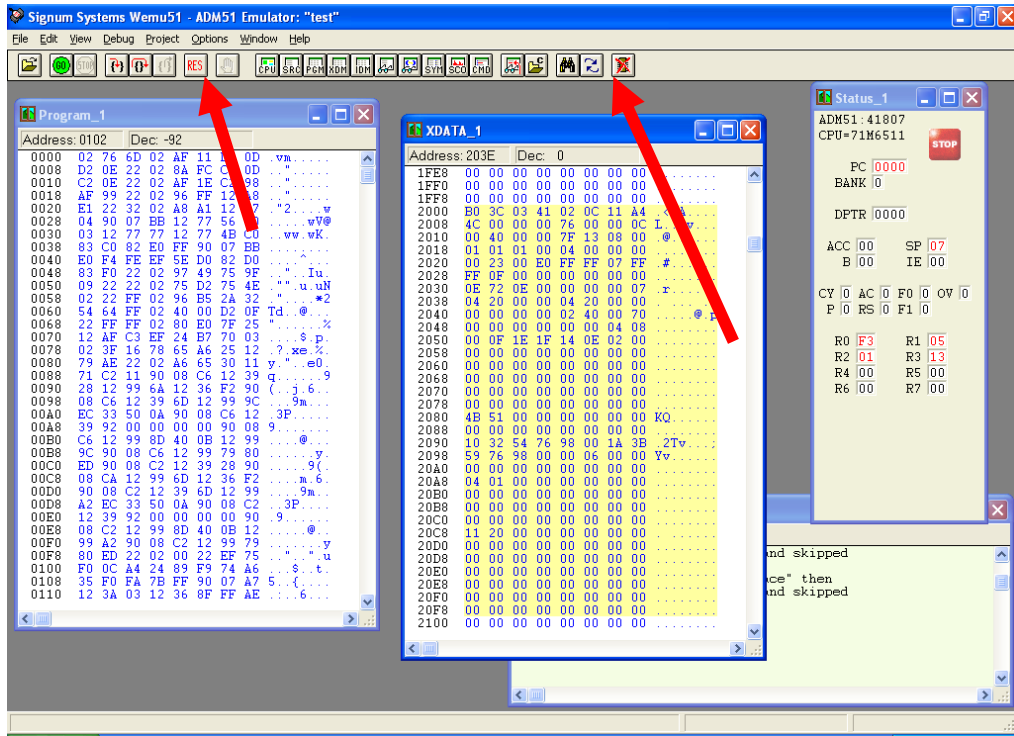 Signum Systems Wemu51 - ADM51 Emulator: "test"
File Edit View Debug Project Options Window Help
GO STOP RES CPU SRC PGM XDM IDM SYM SCO CMD
Program_1
Address: 0102 Dec: -92
0000 02 76 6D 02 AF 11 0D .vm.....
0008 D2 0E 22 02 8A FC 0D ..".....
0010 C2 0E 22 02 AF 1E 98 ..".....
0018 AF 99 22 02 96 FF 12 A8
0020 E1 22 32 02 A8 A1 12 ."2....w
0028 04 90 07 BB 12 77 56 wV@
0030 03 12 77 77 12 77 4B C0 ..ww.wK.
0038 83 C0 82 E0 FF 90 07 BB ........
0040 E0 F4 FE EF 5E D0 82 D0 ....^...
0048 83 F0 22 02 97 49 75 9F .."..Iu.
0050 09 22 22 02 75 D2 75 4E ."".u.uN
0058 02 22 FF 02 96 B5 2A 32 ."....*2
0060 54 64 FF 02 40 00 D2 0F Td..@...
0068 22 FF FF 02 80 E0 7F 25 "......%
0070 12 AF C3 EF 24 B7 70 03 ....$.p.
0078 02 3F 16 78 65 A6 25 12 .?.xe.%.
0080 79 AE 22 02 A6 65 30 11 y."..e0.
0088 71 C2 11 90 08 C6 12 39 q......9
0090 28 12 99 6A 12 36 F2 90 (..j.6..
0098 08 C6 12 39 6D 12 99 9C ...9m...
00A0 EC 33 50 0A 90 08 C6 12 .3P.....
00A8 39 92 00 00 00 00 90 08 9.......
00B0 C6 12 99 8D 40 0B 12 99 ....@...
00B8 9C 90 08 C6 12 99 79 80 ......y.
00C0 ED 90 08 C2 12 39 28 90 .....9(.
00C8 08 CA 12 99 6D 12 36 F2 ....m.6.
00D0 90 08 C2 12 39 6D 12 99 ....9m..
00D8 A2 EC 33 50 0A 90 08 C2 ..3P....
00E0 12 39 92 00 00 00 00 90 .9......
00E8 08 C2 12 99 8D 40 0B 12 .....@..
00F0 99 A2 90 08 C2 12 99 79 .......y
00F8 80 ED 22 02 00 22 EF 75 .."..".u
0100 F0 0C A4 24 89 F9 74 A6 ...$..t.
0108 35 F0 FA 7B FF 90 07 A7 5..{....
0110 12 3A 03 12 36 8F FF AE .:..6...
XDATA_1
Address: 203E Dec: 0
1FE8 00 00 00 00 00 00 00 00 ........
1FF0 00 00 00 00 00 00 00 00 ........
1FF8 00 00 00 00 00 00 00 00 ........
2000 B0 3C 03 41 02 0C 11 A4
2008 4C 00 00 00 76 00 00 0C
2010 00 40 00 00 7F 13 08 00 .@......
2018 01 01 01 00 04 00 00 00 ........
2020 00 23 00 E0 FF FF 07 FF .#......
2028 FF 0F 00 00 00 00 00 00 ........
2030 0E 72 0E 00 00 00 00 07 .r......
2038 04 20 00 00 04 20 00 00 . ... ..
2040 00 00 00 00 02 40 00 70 .....@.p
2048 00 00 00 00 00 00 04 08 ........
2050 00 0F 1E 1F 14 0E 02 00 ........
2058 00 00 00 00 00 00 00 00 ........
2060 00 00 00 00 00 00 00 00 ........
2068 00 00 00 00 00 00 00 00 ........
2070 00 00 00 00 00 00 00 00 ........
2078 00 00 00 00 00 00 00 00 ........
2080 4B 51 00 00 00 00 00 00 KQ......
2088 00 00 00 00 00 00 00 00 ........
2090 10 32 54 76 98 00 1A 3B .2Tv...;
2098 59 76 98 00 00 06 00 00 Yv......
20A0 00 00 00 00 00 00 00 00 ........
20A8 04 01 00 00 00 00 00 00 ........
20B0 00 00 00 00 00 00 00 00 ........
20B8 00 00 00 00 00 00 00 00 ........
20C0 00 00 00 00 00 00 00 00 ........
20C8 11 20 00 00 00 00 00 00 . ......
20D0 00 00 00 00 00 00 00 00 ........
20D8 00 00 00 00 00 00 00 00 ........
20E0 00 00 00 00 00 00 00 00 ........
20E8 00 00 00 00 00 00 00 00 ........
20F0 00 00 00 00 00 00 00 00 ........
20F8 00 00 00 00 00 00 00 00 ........
2100 00 00 00 00 00 00 00 00 ........
Status_1
ADM51:41807
CPU=71M6511
STOP
PC 0000
BANK 0
DPTR 0000
ACC 00 SP 07
B 00 IE 00
CY 0 AC 0 F0 0 OV 0
P 0 RS 0 F1 0
R0 F3 R1 05
R2 01 R3 13
R4 00 R5 00
R6 00 R7 00
nd skipped
ce" then
nd skipped